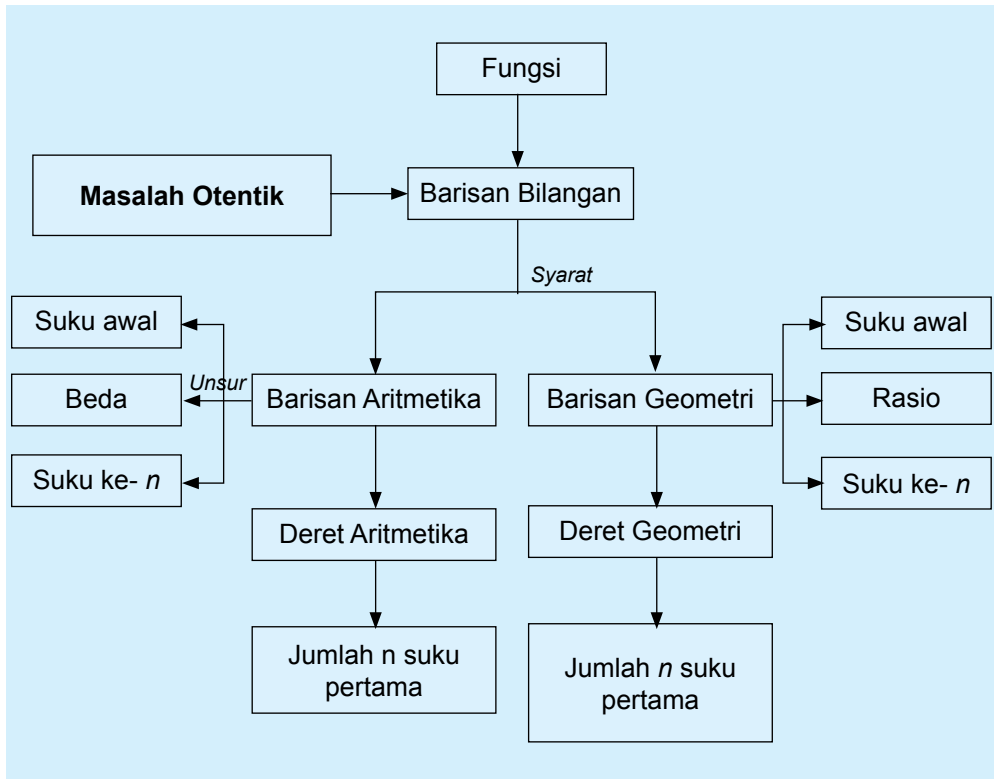 Fungsi
Masalah Otentik
Barisan Bilangan
Syarat
Suku awal
Suku awal
Beda
Unsur
Barisan Aritmetika
Barisan Geometri
Rasio
Suku ke- n
Suku ke- n
Deret Aritmetika
Deret Geometri
Jumlah n suku
pertama
Jumlah n suku
pertama